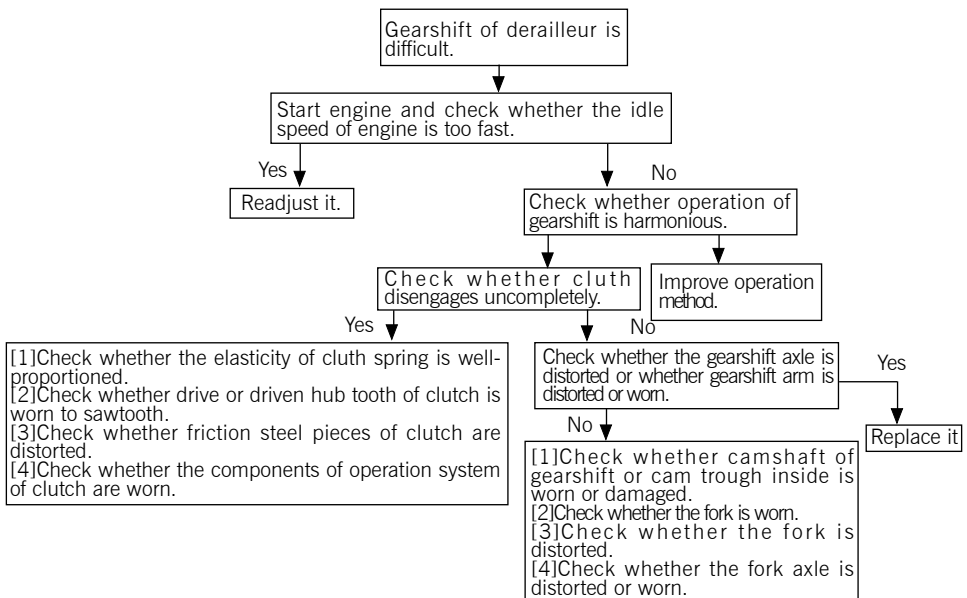 Gearshift of derailleur is
difficult.
Start engine and check whether the idle
speed of engine is too fast.
Yes
No
Readjust it.
Check whether operation of
gearshift is harmonious.
Check whether cluth
disengages uncompletely.
Improve operation
method.
Yes
No
[1]Check whether the elasticity of cluth spring is well-
proportioned.
[2]Check whether drive or driven hub tooth of clutch is
worn to sawtooth.
[3]Check whether friction steel pieces of clutch are
distorted.
[4]Check whether the components of operation system
of clutch are worn.
Check whether the gearshift axle is
distorted or whether gearshift arm is
distorted or worn.
Yes
Replace it
No
[1]Check whether camshaft of
gearshift or cam trough inside is
worn or damaged.
[2]Check whether the fork is worn.
[3]Check whether the fork is
distorted.
[4]Check whether the fork axle is
distorted or worn.